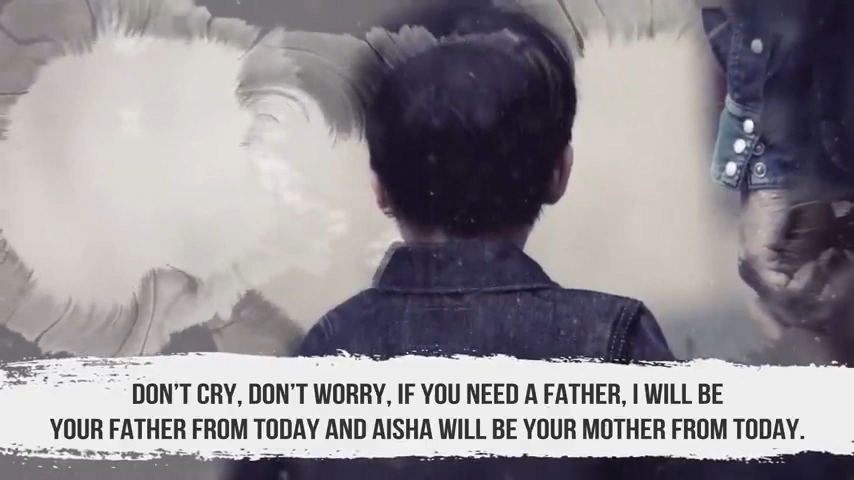 DON'T CRY, DON'T WORRY, IF YOU NEED A FATHER, I WILL BE
YOUR FATHER FROM TODAY AND AISHA WILL BE YOUR MOTHER FROM TODAY.